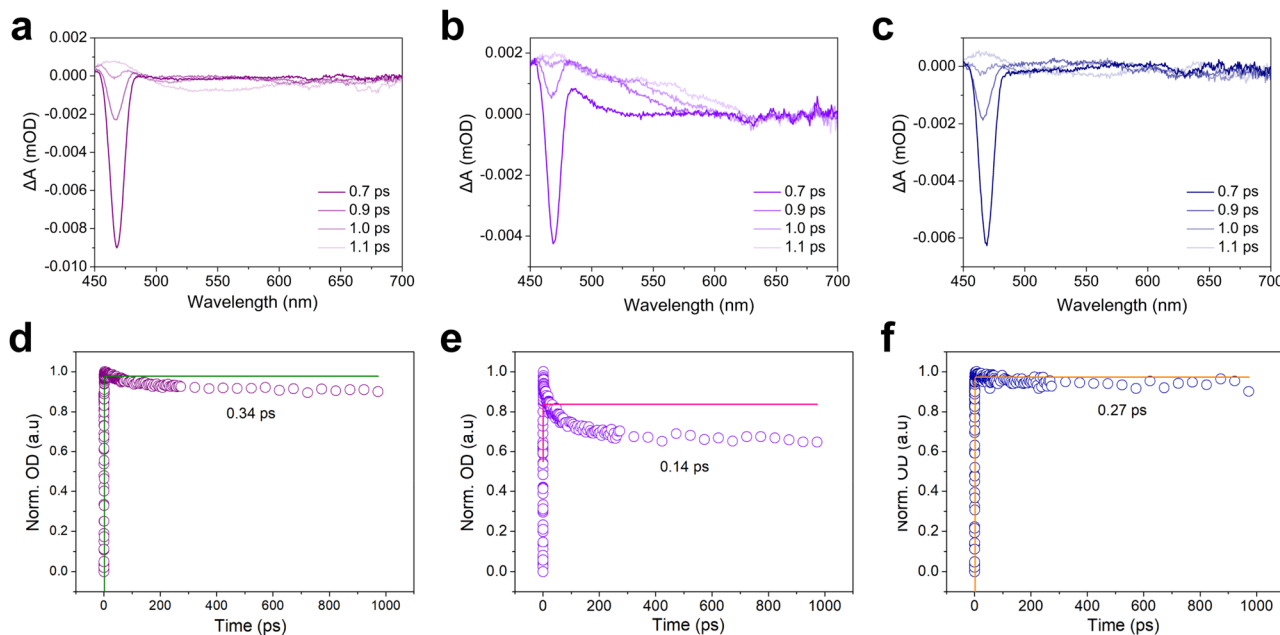 a
0.002
0.000
-0.002
-0.004
-0.006
-0.008
-0.010
ΔA (mOD)
0.7 ps
0.9 ps
1.0 ps
1.1 ps
450 500 550 600 650 700
Wavelength (nm)
b
0.002
0.000
-0.002
-0.004
ΔA (mOD)
0.7 ps
0.9 ps
1.0 ps
1.1 ps
450 500 550 600 650 700
Wavelength (nm)
c
0.000
-0.002
-0.004
-0.006
ΔA (mOD)
0.7 ps
0.9 ps
1.0 ps
1.1 ps
450 500 550 600 650 700
Wavelength (nm)
d
1.0
0.8
0.6
0.4
0.2
0.0
Norm. OD (a.u)
0.34 ps
0 200 400 600 800 1000
Time (ps)
e
1.0
0.8
0.6
0.4
0.2
0.0
Norm. OD (a.u)
0.14 ps
0 200 400 600 800 1000
Time (ps)
f
1.0
0.8
0.6
0.4
0.2
0.0
Norm. OD (a.u)
0.27 ps
0 200 400 600 800 1000
Time (ps)